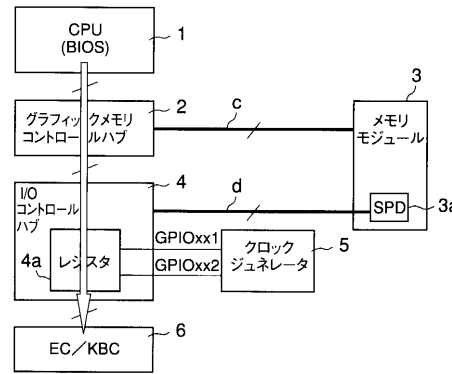 CPU
(BIOS)
1
グラフィックメモリ
コントロールハブ
2
c
3
メモリ
モジュール
I/O
コントロール
ハブ
4
d
SPD
3a
4a
レジスタ
GPIOxx1
GPIOxx2
クロック
ジュネレータ
5
EC／KBC
6